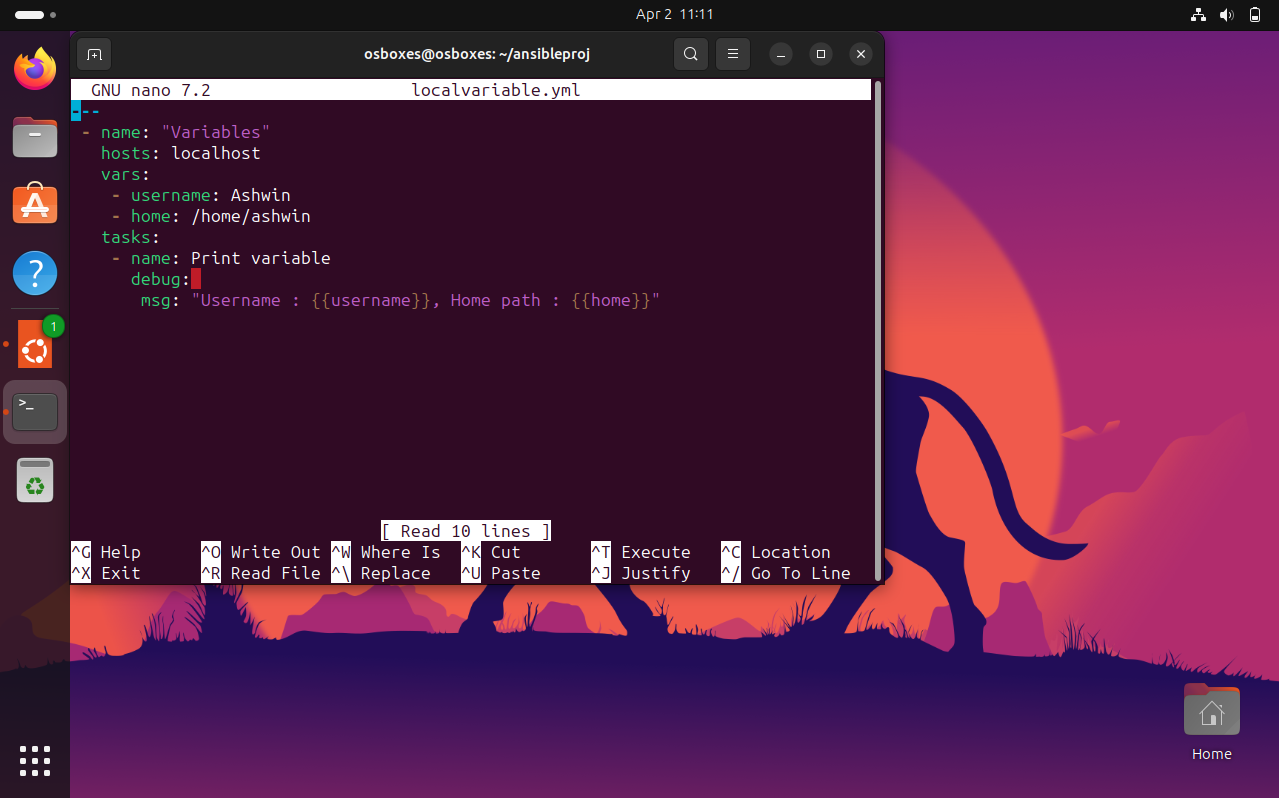 Apr 2 11:11
osboxes@osboxes: ~/ansibleproj
GNU nano 7.2 localvariable.yml
---
- name: "Variables"
hosts: localhost
vars:
- username: Ashwin
- home: /home/ashwin
tasks:
- name: Print variable
debug:
msg: "Username : {{username}}, Home path : {{home}}"
[ Read 10 lines ]
^G Help ^O Write Out ^W Where Is ^K Cut ^T Execute ^C Location
^X Exit ^R Read File ^\ Replace ^U Paste ^J Justify ^/ Go To Line
1
>_
?
Home